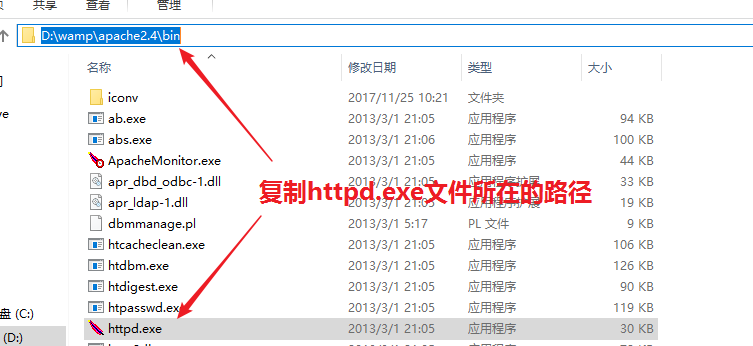 共享 查看
D:\wamp\apache2.4\bin
名称 修改日期 类型 大小
iconv 2017/11/25 10:21 文件夹
ab.exe 2013/3/1 21:05 应用程序 94 KB
abs.exe 2013/3/1 21:06 应用程序 100 KB
ApacheMonitor.exe 2013/3/1 21:05 应用程序 44 KB
apr_dbd_odbc-1.dll 2013/3/1 21:05 应用程序扩展 33 KB
复制httpd.exe文件所在的路径
apr_ldap-1.dll 2013/3/1 21:05 应用程序扩展 19 KB
dbmmanage.pl 2013/3/1 5:17 PL 文件 9 KB
htcacheclean.exe 2013/3/1 21:05 应用程序 106 KB
htdbm.exe 2013/3/1 21:05 应用程序 126 KB
htdigest.exe 2013/3/1 21:05 应用程序 90 KB
htpasswd.exe 2013/3/1 21:05 应用程序 119 KB
盘 (C:)
httpd.exe 2013/3/1 21:05 应用程序 30 KB
(D:)